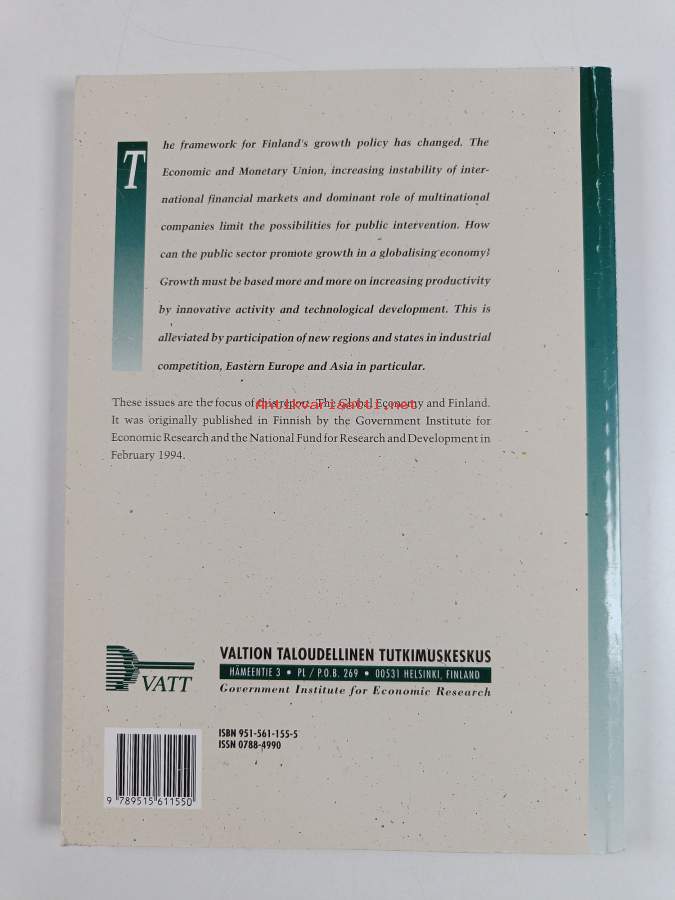 The framework for Finland's growth policy has changed. The
Economic and Monetary Union, increasing instability of inter-
national financial markets and dominant role of multinational
companies limit the possibilities for public intervention. How
can the public sector promote growth in a globalising economy?
Growth must be based more and more on increasing productivity
by innovative activity and technological development. This is
alleviated by participation of new regions and states in industrial
competition, Eastern Europe and Asia in particular.
These issues are the focus of this report, The Global Economy and Finland.
Antikvariaatti.net
It was originally published in Finnish by the Government Institute for
Economic Research and the National Fund for Research and Development in
February 1994.
VATT
VALTION TALOUDELLINEN TUTKIMUSKESKUS
HÄMEENTIE 3 • PL / P.O.B. 269 • 00531 HELSINKI, FINLAND
Government Institute for Economic Research
ISBN 951-561-155-5
ISSN 0788-4990
9 789515 611550